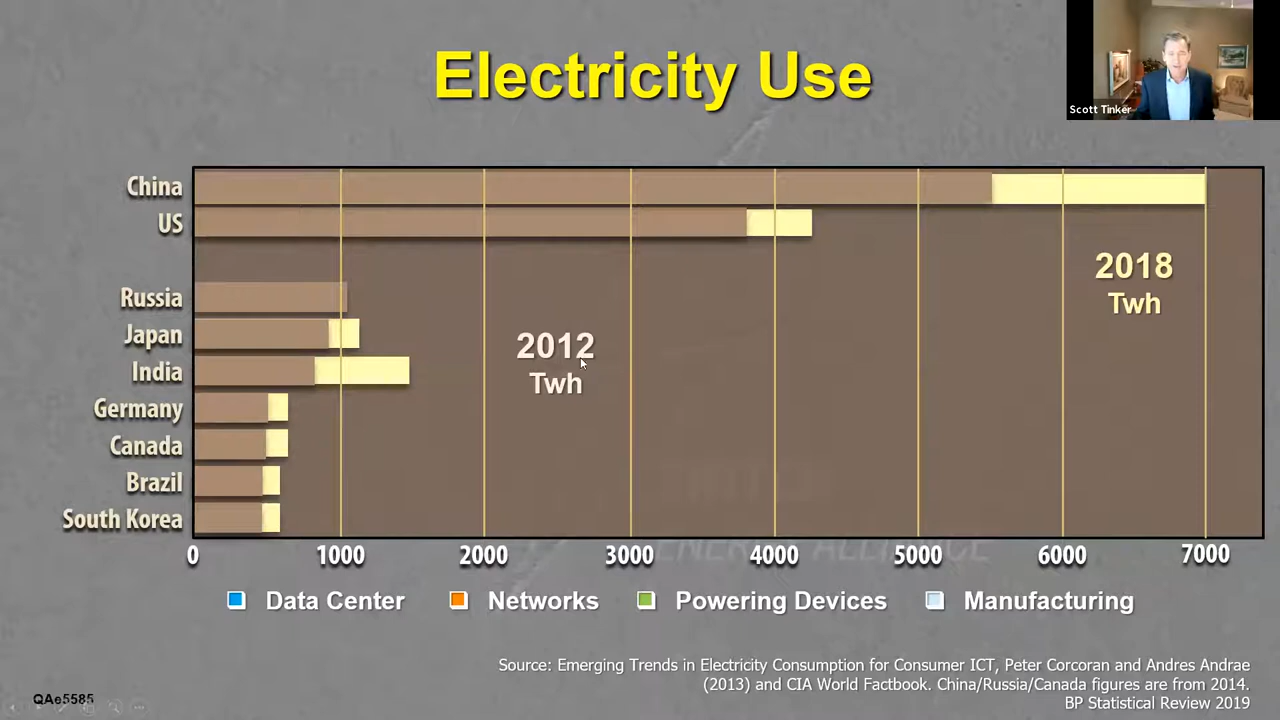 Electricity Use
Scott Tinker
China
US
Russia
Japan
India
Germany
Canada
Brazil
South Korea
2012
Twh
2018
Twh
0 1000 2000 3000 4000 5000 6000 7000
Data Center Networks Powering Devices Manufacturing
Source: Emerging Trends in Electricity Consumption for Consumer ICT, Peter Corcoran and Andres Andrae
(2013) and CIA World Factbook. China/Russia/Canada figures are from 2014.
BP Statistical Review 2019
QAe5585
ENERGY ALLIANCE